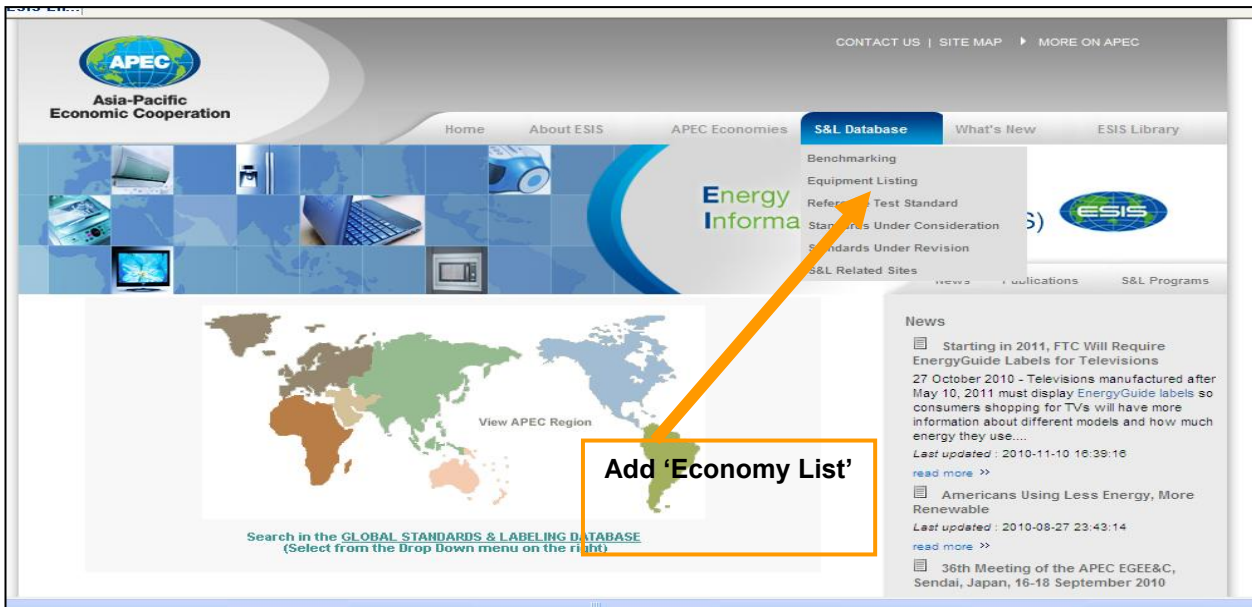 CONTACT US | SITE MAP MORE ON APEC
APEC
Asia-Pacific
Economic Cooperation
Home About ESIS APEC Economies S&L Database What's New ESIS Library
Benchmarking
Equipment Listing
Test Standard
Standards Under Consideration
Standards Under Revision
S&L Related Sites
Energy
Informa
S)
ESIS
News Publications S&L Programs
View APEC Region
Add ‘Economy List’
Search in the GLOBAL STANDARDS & LABELING DATABASE
(Select from the Drop Down menu on the right)
News
Starting in 2011, FTC Will Require
EnergyGuide Labels for Televisions
27 October 2010 - Televisions manufactured after
May 10, 2011 must display EnergyGuide labels so
consumers shopping for TVs will have more
information about different models and how much
energy they use....
Last updated : 2010-11-10 16:39:16
read more >>
Americans Using Less Energy, More
Renewable
Last updated : 2010-08-27 23:43:14
read more >>
36th Meeting of the APEC EGEE&C,
Sendai, Japan, 16-18 September 2010